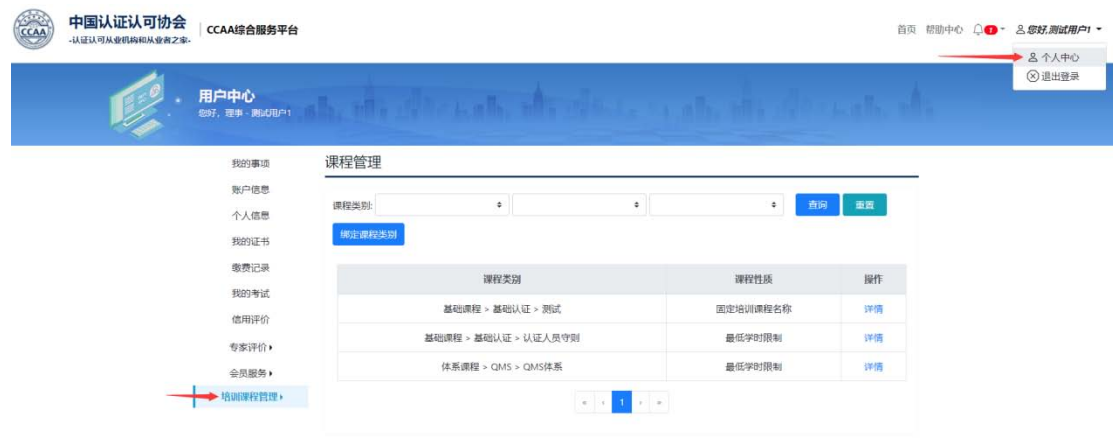 中国认证认可协会
-认证认可从业机构和从业者之家-
CCAA综合服务平台
首页 帮助中心 1 您好,测试用户1
个人中心
退出登录
CCAA
用户中心
您好，理事 - 测试用户1
我的事项
账户信息
个人信息
我的证书
缴费记录
我的考试
信用评价
专家评价
会员服务
培训课程管理
课程管理
课程类别: 查询 重置
绑定课程类别
课程类别 课程性质 操作
基础课程 > 基础认证 > 测试 固定培训课程名称 详情
基础课程 > 基础认证 > 认证人员守则 最低学时限制 详情
体系课程 > QMS > QMS体系 最低学时限制 详情
« ‹ 1 › »